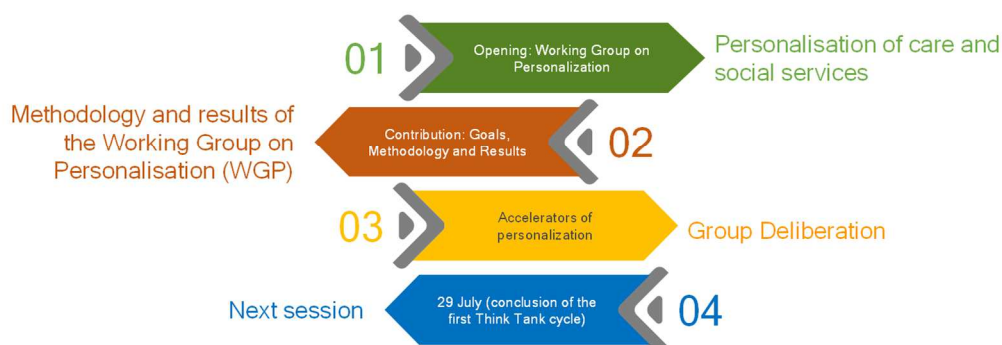 01
Opening: Working Group on
Personalization
Personalisation of care and
social services
Methodology and results of
the Working Group on
Personalisation (WGP)
Contribution: Goals,
Methodology and Results
02
03
Accelerators of
personalization
Group Deliberation
Next session
29 July (conclusion of the
first Think Tank cycle)
04